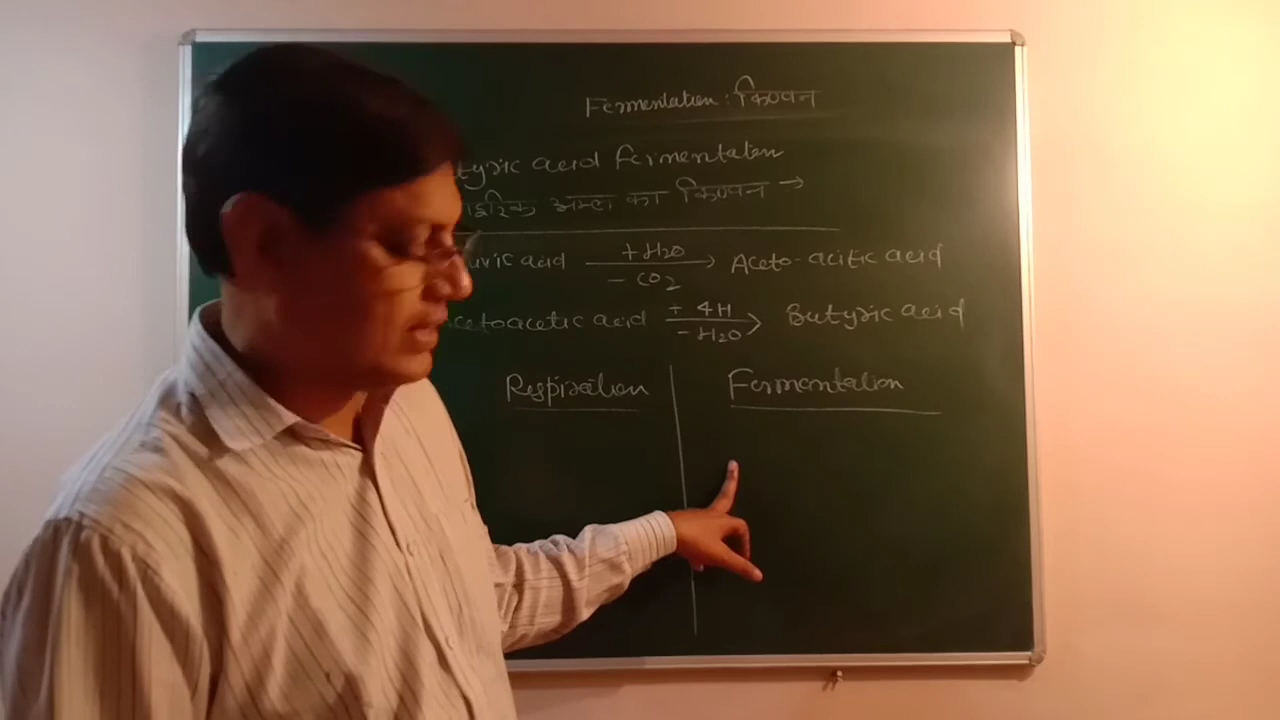 Fermentation : किण्वन
tyric acid Fermentation
इरिक अम्ल का किण्वन →
uvic acid +H2O - CO2 → Aceto-acitic acid
cetoacetic acid + 4H - H2O → Butyric acid
Respiration Fermentation